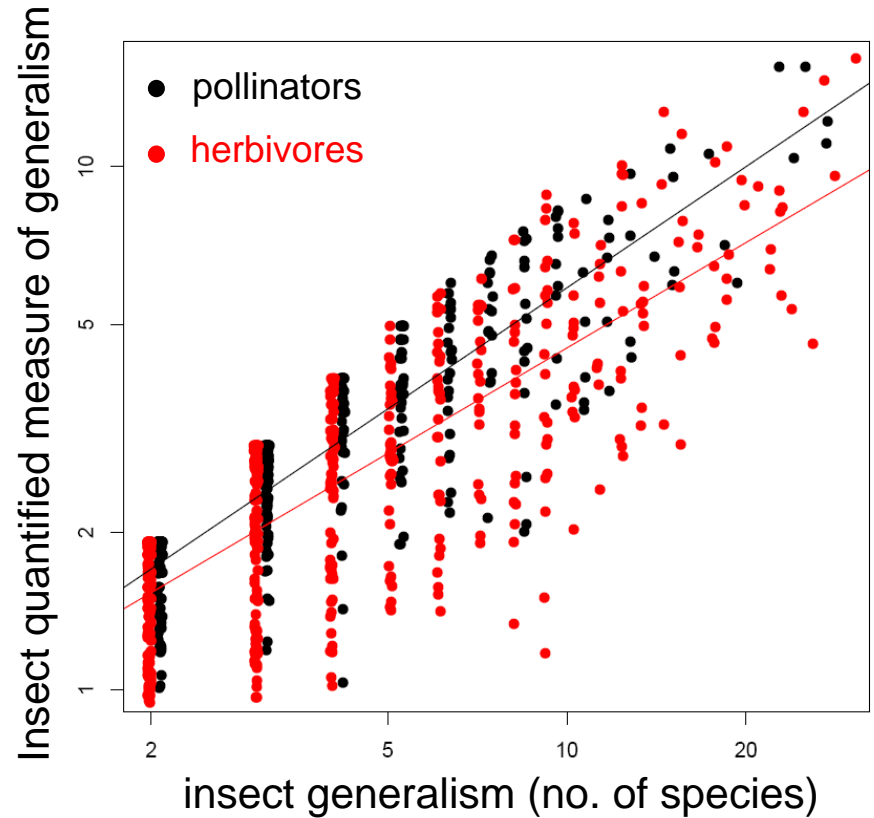 Insect quantified measure of generalism
pollinators
herbivores
10
5
2
1
2
5
10
20
insect generalism (no. of species)